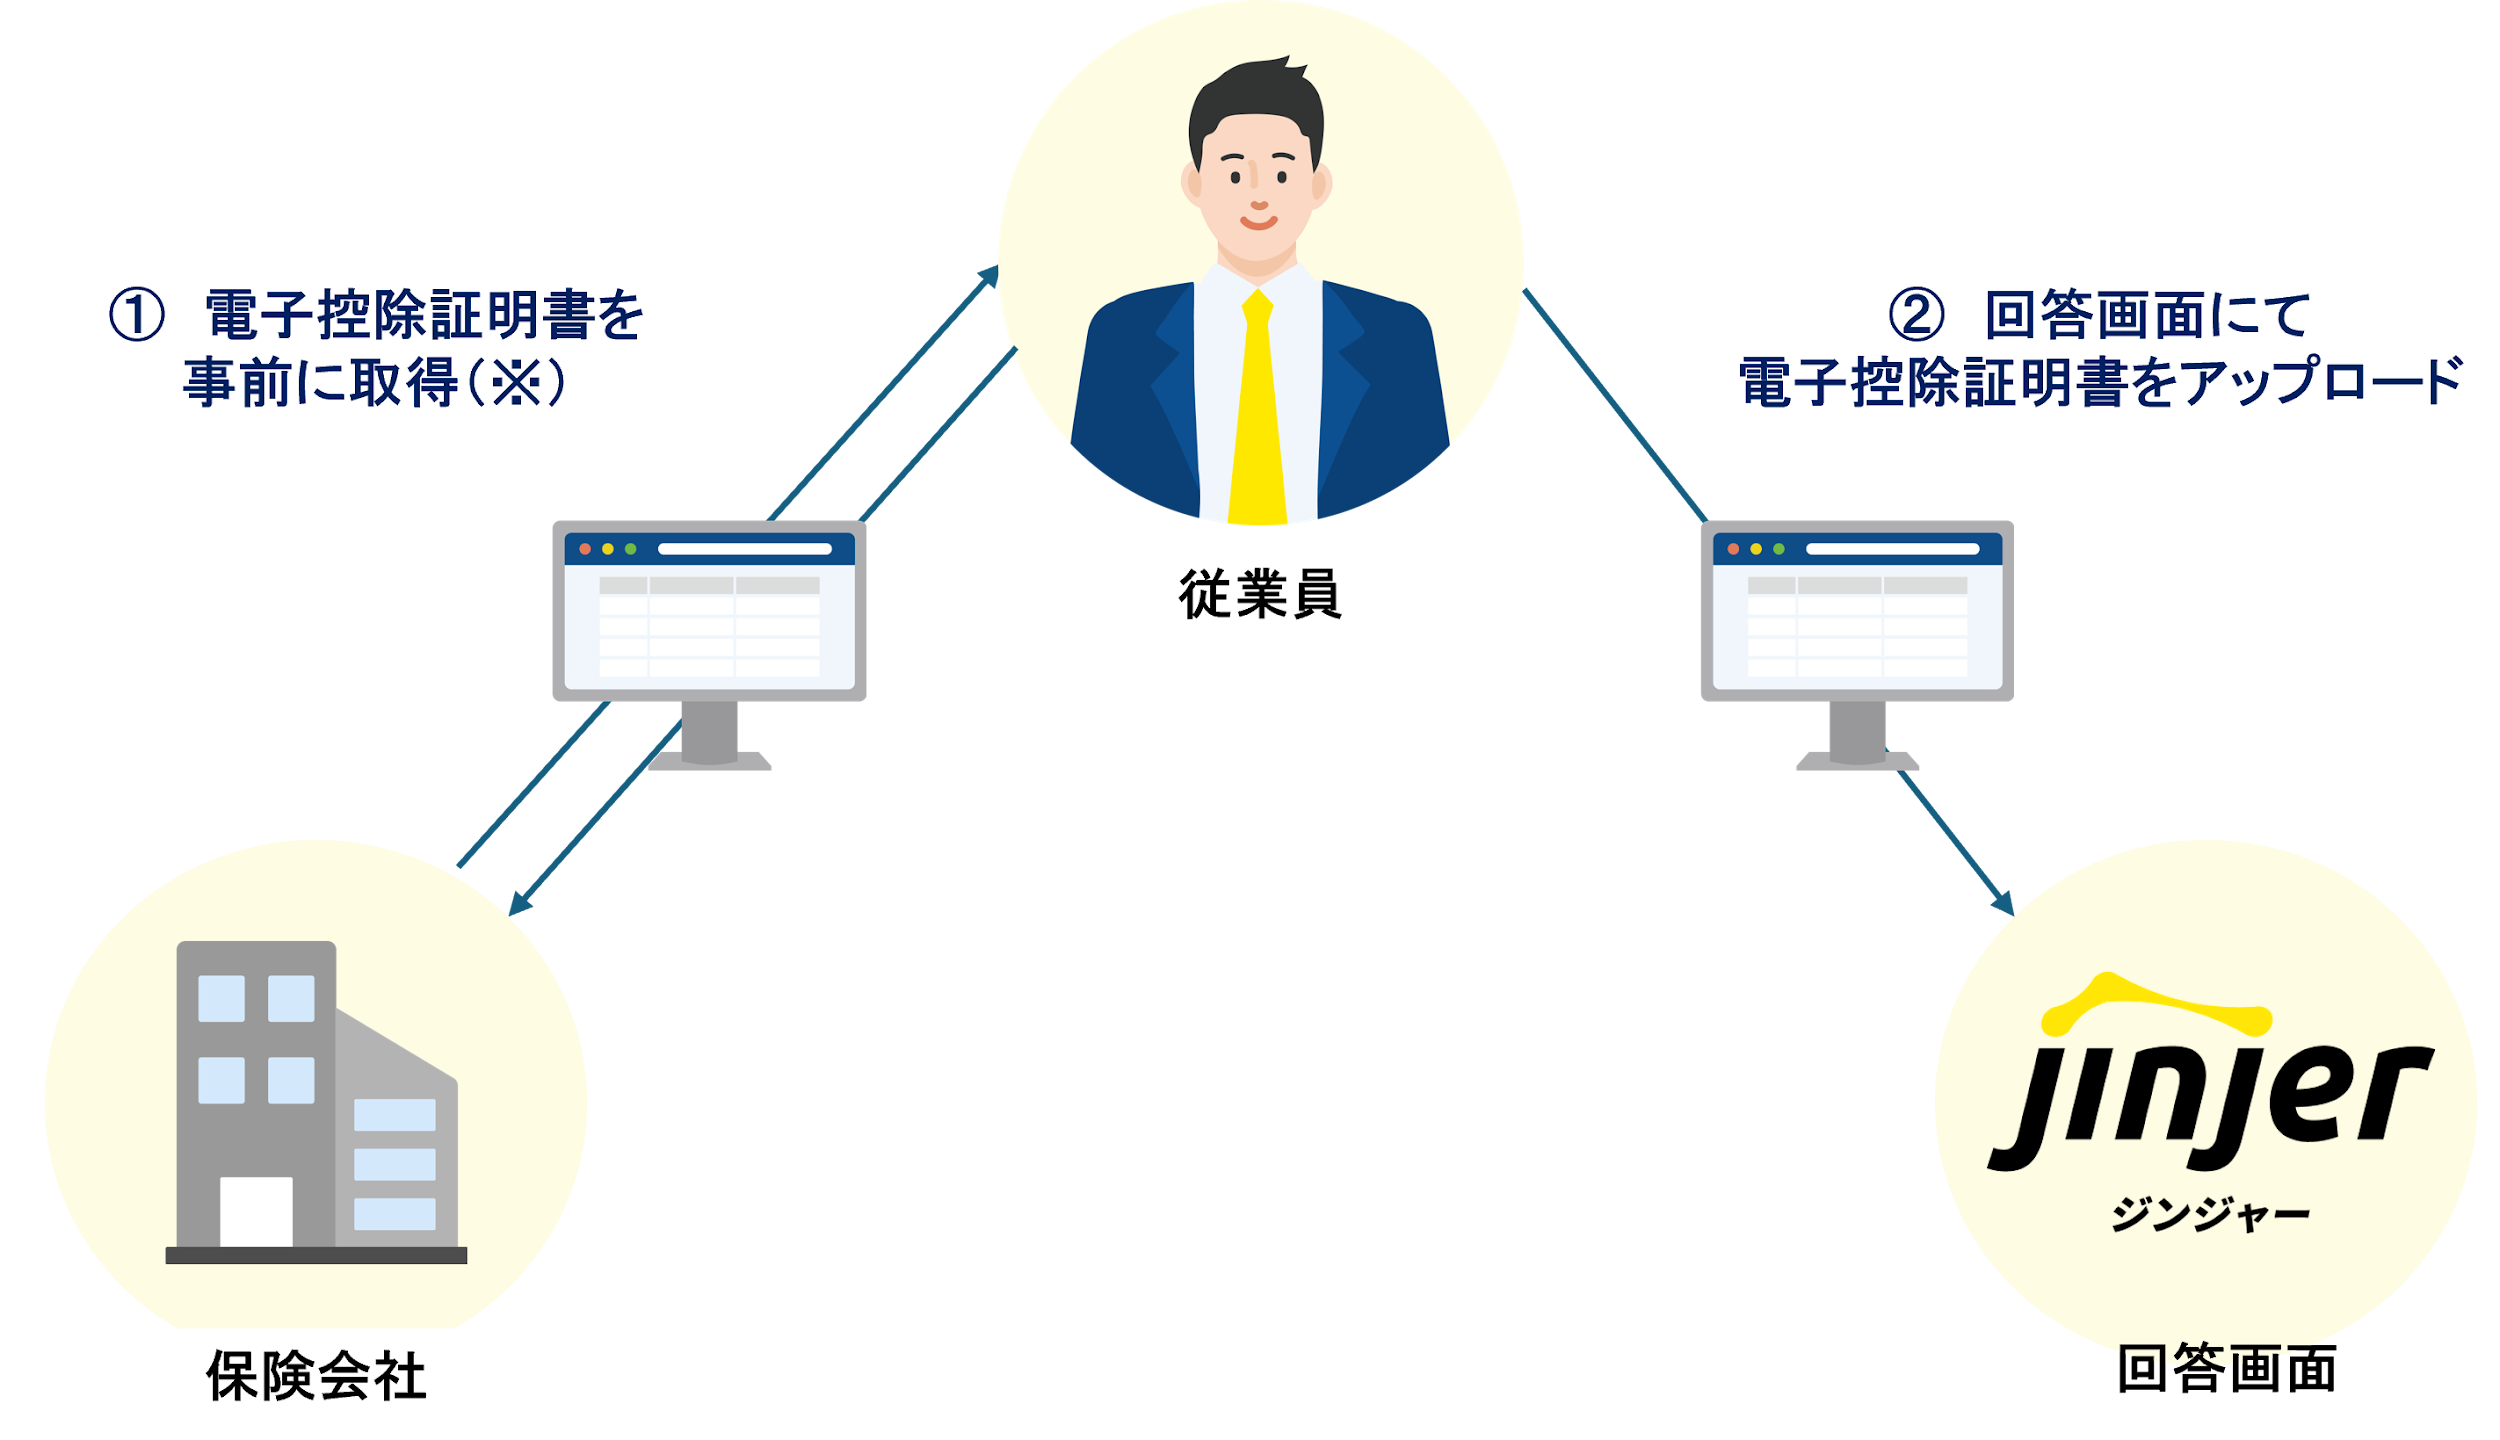 ① 電子控除証明書を
事前に取得(※)
② 回答画面にて
電子控除証明書をアップロード
従業員
jinjer
ジンジャー
保険会社
回答画面